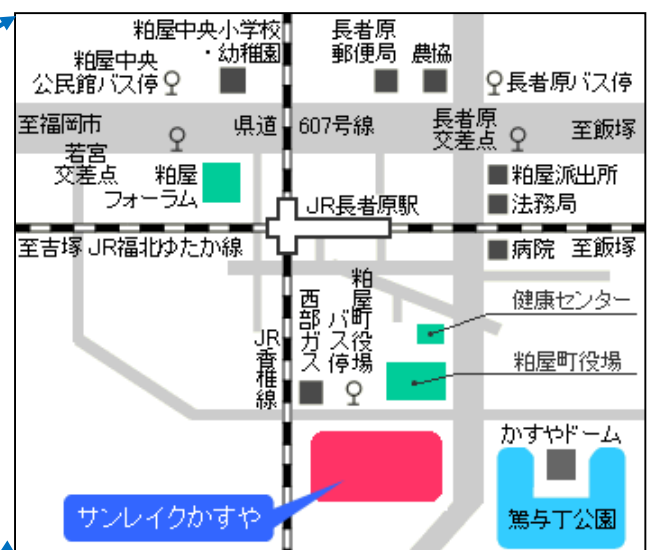 粕屋中央小学校
・幼稚園
長者原
郵便局
農協
粕屋中央
公民館バス停
長者原バス停
至福岡市
県道
607号線
長者原
交差点
至飯塚
若宮
交差点
粕屋
フォーラム
粕屋派出所
JR長者原駅
法務局
至吉塚
JR福北ゆたか線
病院
至飯塚
粕屋町役場
バス停
西部ガス
健康センター
JR香椎線
粕屋町役場
かすやドーム
サンレイクかすや
駕与丁公園